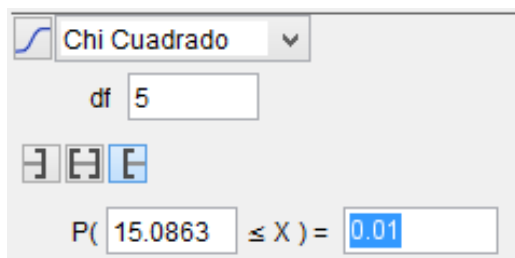 Chi Cuadrado
df 5
P( 15.0863 ≤ X ) = 0.01